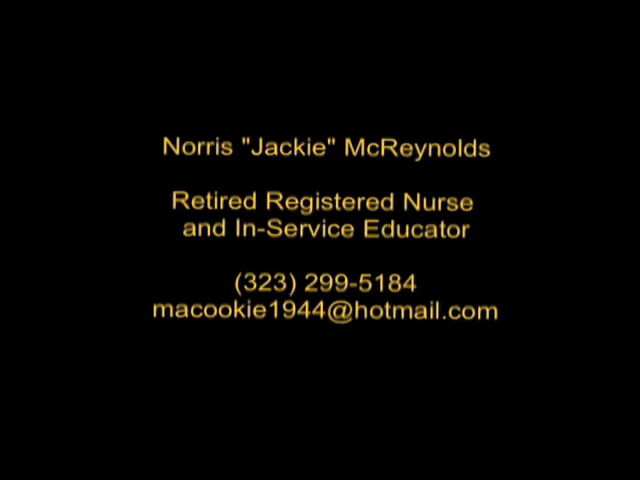 Norris "Jackie" McReynolds
Retired Registered Nurse
and In-Service Educator
(323) 299-5184
macookie1944@hotmail.com